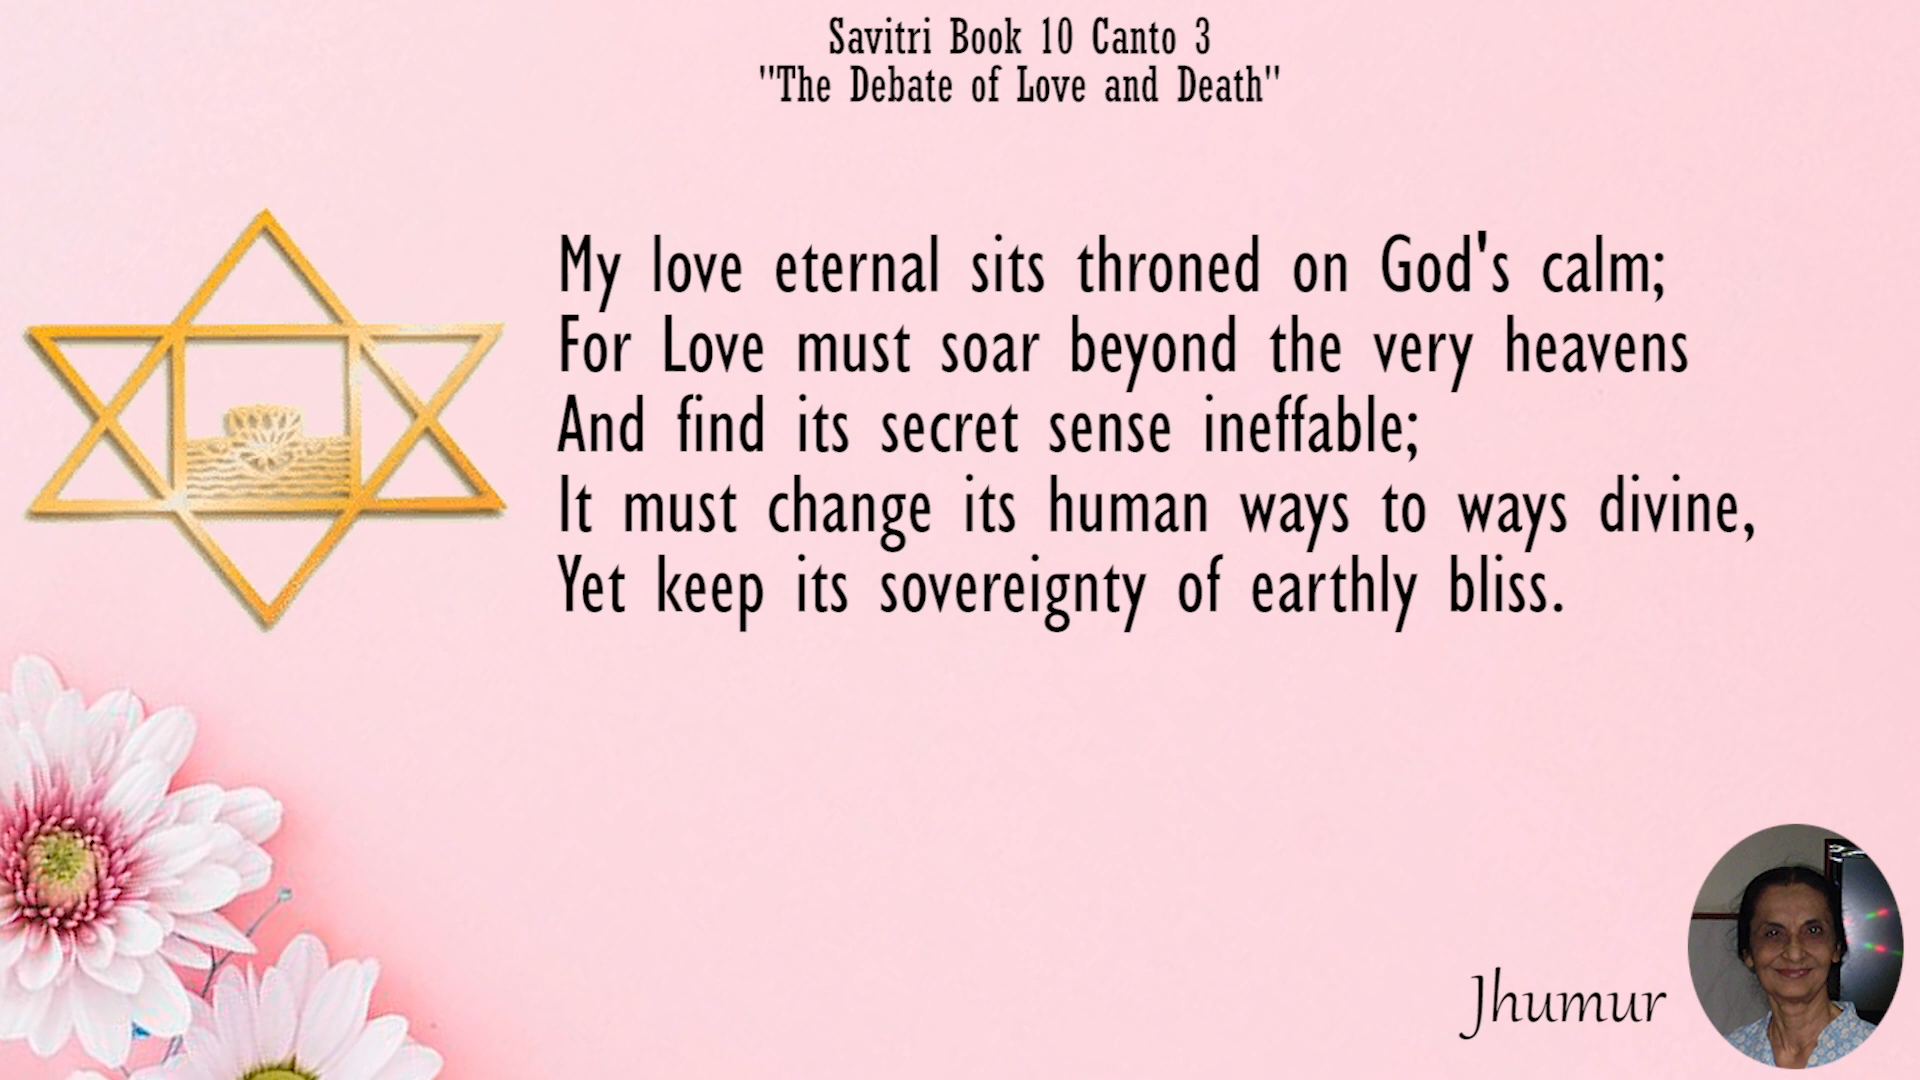 Savitri Book 10 Canto 3
"The Debate of Love and Death"
My love eternal sits throned on God's calm;
For Love must soar beyond the very heavens
And find its secret sense ineffable;
It must change its human ways to ways divine,
Yet keep its sovereignty of earthly bliss.
Jhumur